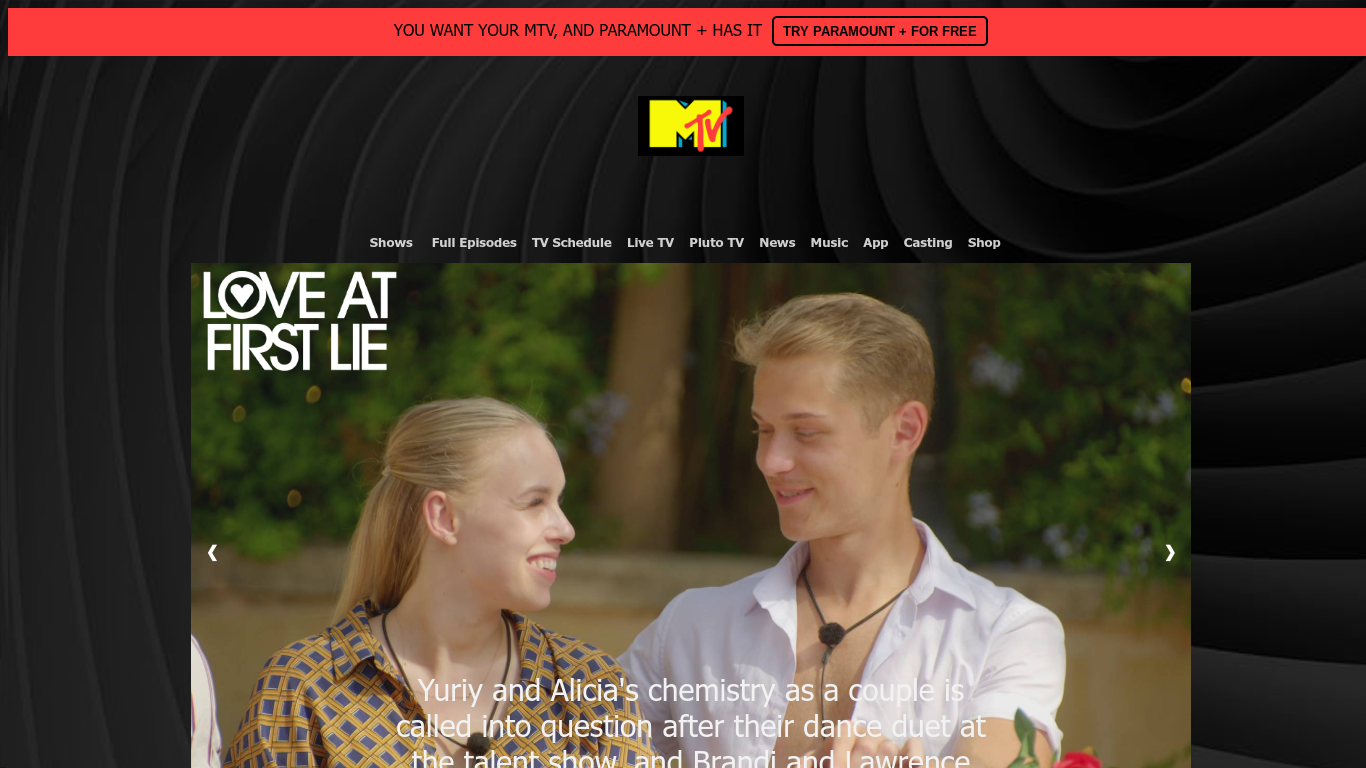 YOU WANT YOUR MTV, AND PARAMOUNT + HAS IT TRY PARAMOUNT + FOR FREE
MTV
Shows Full Episodes TV Schedule Live TV Pluto TV News Music App Casting Shop
LOVE AT
FIRST LIE
❮ ❯
Yuriy and Alicia's chemistry as a couple is
called into question after their dance duet at
the talent show, and Brandi and Lawrence